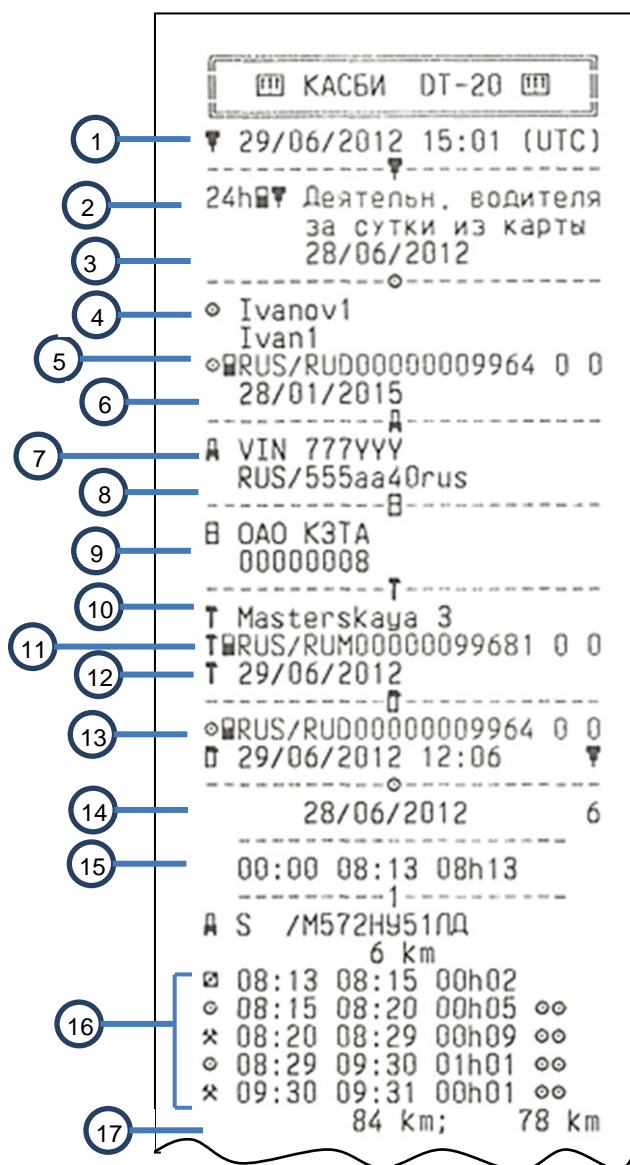 КАСБИ DT-20
1
29/06/2012 15:01 (UTC)
2
24h Деятельн. водителя
за сутки из карты
3
28/06/2012
4
Ivanov1
Ivan1
5
RUS/RUD00000009964 0 0
6
28/01/2015
7
VIN 777YYY
8
RUS/555aa40rus
9
ОАО КЗТА
00000008
10
Masterskaya 3
11
RUS/RUM00000099681 0 0
12
29/06/2012
13
RUS/RUD00000009964 0 0
29/06/2012 12:06
14
28/06/2012 6
15
00:00 08:13 08h13
1
S /М572НУ51ЛД
6 km
16
08:13 08:15 00h02
08:15 08:20 00h05
08:20 08:29 00h09
08:29 09:30 01h01
09:30 09:31 00h01
17
84 km; 78 km